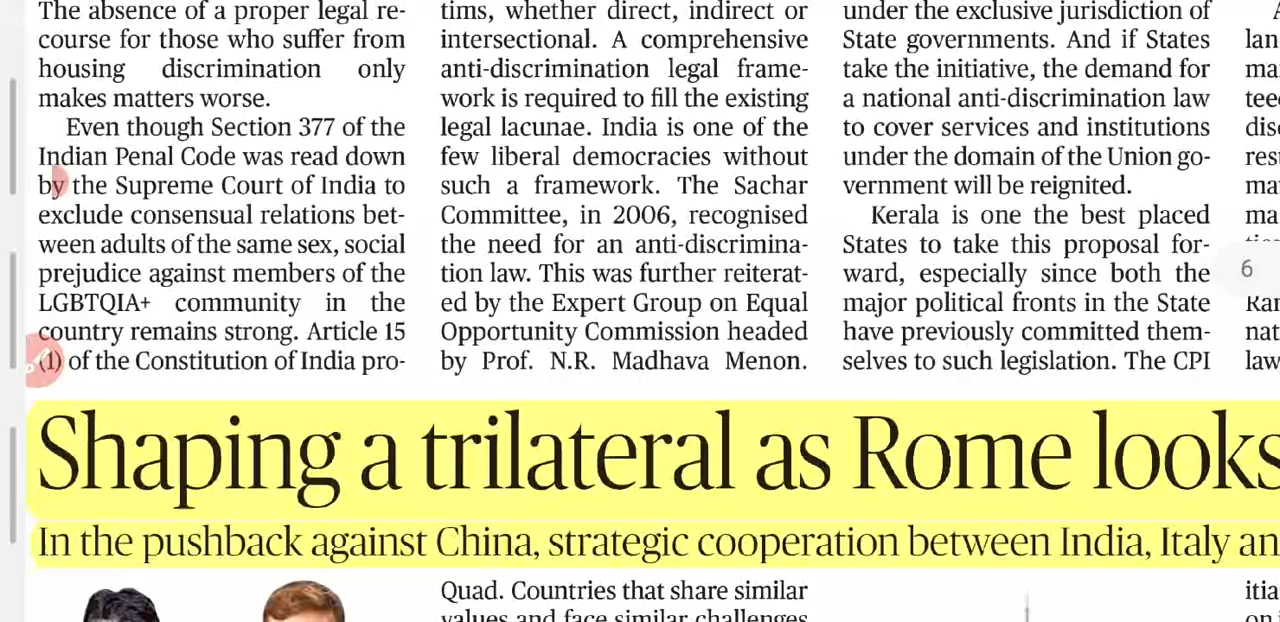 The absence of a proper legal re-
course for those who suffer from
housing discrimination only
makes matters worse.
Even though Section 377 of the
Indian Penal Code was read down
by the Supreme Court of India to
exclude consensual relations bet-
ween adults of the same sex, social
prejudice against members of the
LGBTQIA+ community in the
country remains strong. Article 15
(1) of the Constitution of India pro-
tims, whether direct, indirect or
intersectional. A comprehensive
anti-discrimination legal frame-
work is required to fill the existing
legal lacunae. India is one of the
few liberal democracies without
such a framework. The Sachar
Committee, in 2006, recognised
the need for an anti-discrimina-
tion law. This was further reiterat-
ed by the Expert Group on Equal
Opportunity Commission headed
by Prof. N.R. Madhava Menon.
under the exclusive jurisdiction of
State governments. And if States
take the initiative, the demand for
a national anti-discrimination law
to cover services and institutions
under the domain of the Union go-
vernment will be reignited.
Kerala is one the best placed
States to take this proposal for-
ward, especially since both the
major political fronts in the State
have previously committed them-
selves to such legislation. The CPI
6
Shaping a trilateral as Rome looks
In the pushback against China, strategic cooperation between India, Italy an
Quad. Countries that share similar
values and face similar challenges